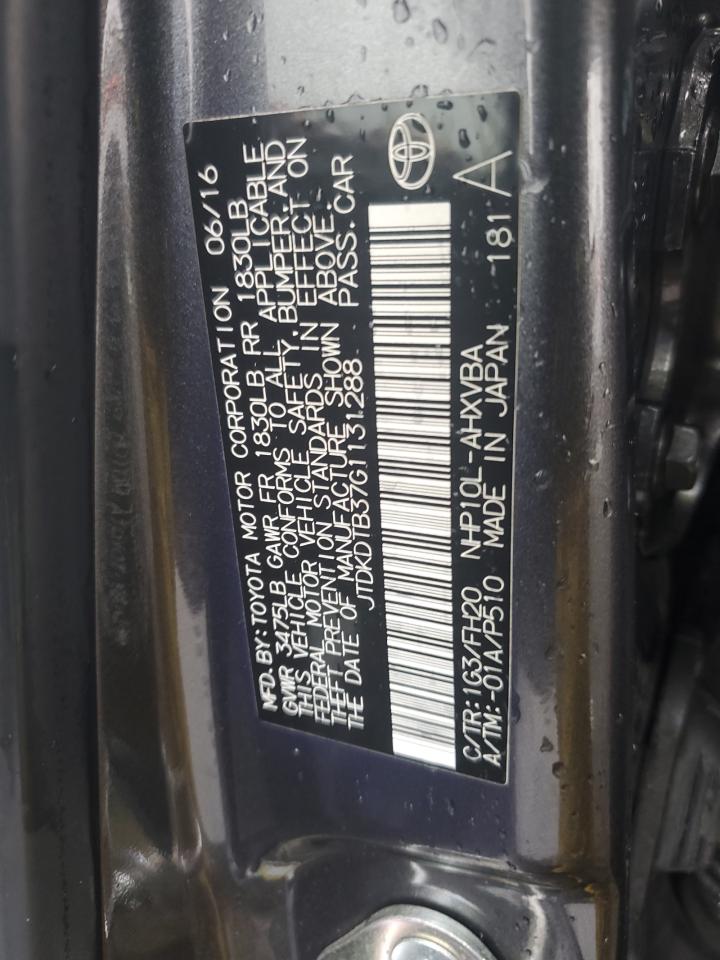 MFD. BY: TOYOTA MOTOR CORPORATION 06/16
GVWR 3475LB GAWR FR 1830LB RR 1830LB
THIS VEHICLE CONFORMS TO ALL APPLICABLE
FEDERAL MOTOR VEHICLE SAFETY, BUMPER, AND
THEFT PREVENTION STANDARDS IN EFFECT ON
THE DATE OF MANUFACTURE SHOWN ABOVE.
JTDKDTB37G1131288 PASS. CAR
C/TR: 1G3/FH20 NHP10L-AHXVBA
A/TM: -01A/P510 MADE IN JAPAN 181 A